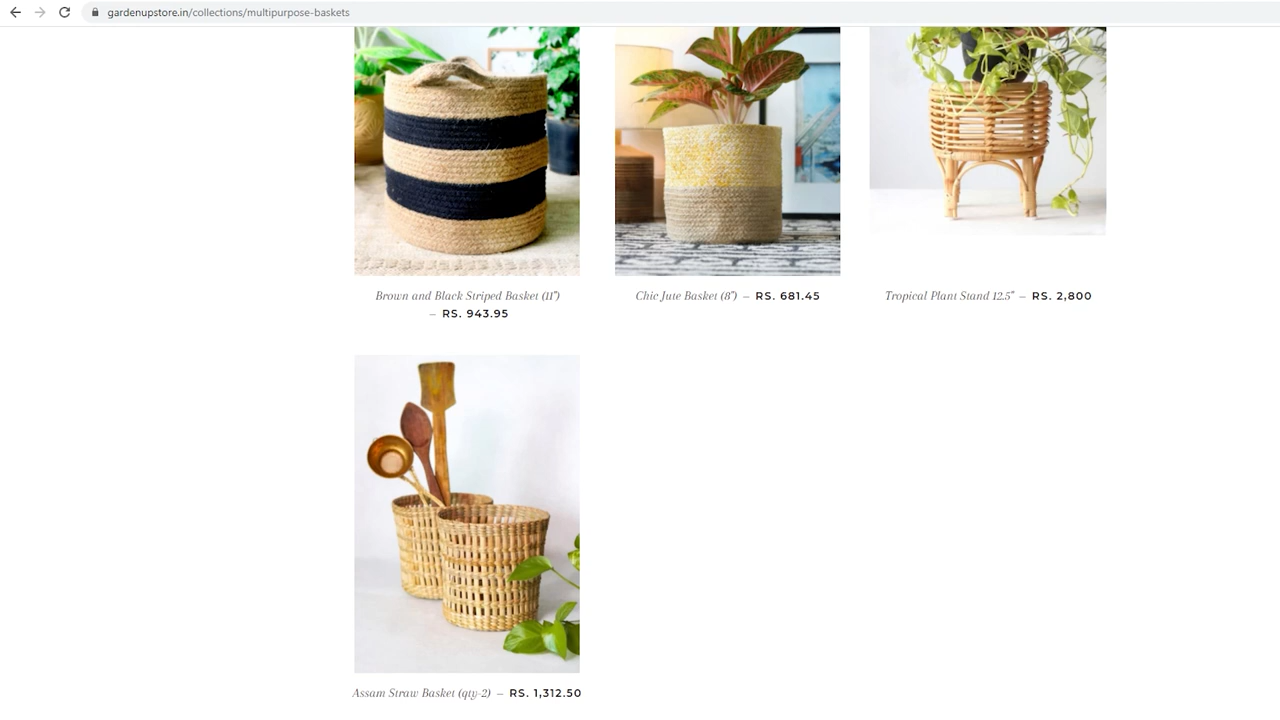 gardenupstore.in/collections/multipurpose-baskets
Brown and Black Striped Basket (11")
– RS. 943.95
Chic Jute Basket (8") – RS. 681.45
Tropical Plant Stand 12.5" – RS. 2,800
Assam Straw Basket (qty-2) – RS. 1,312.50